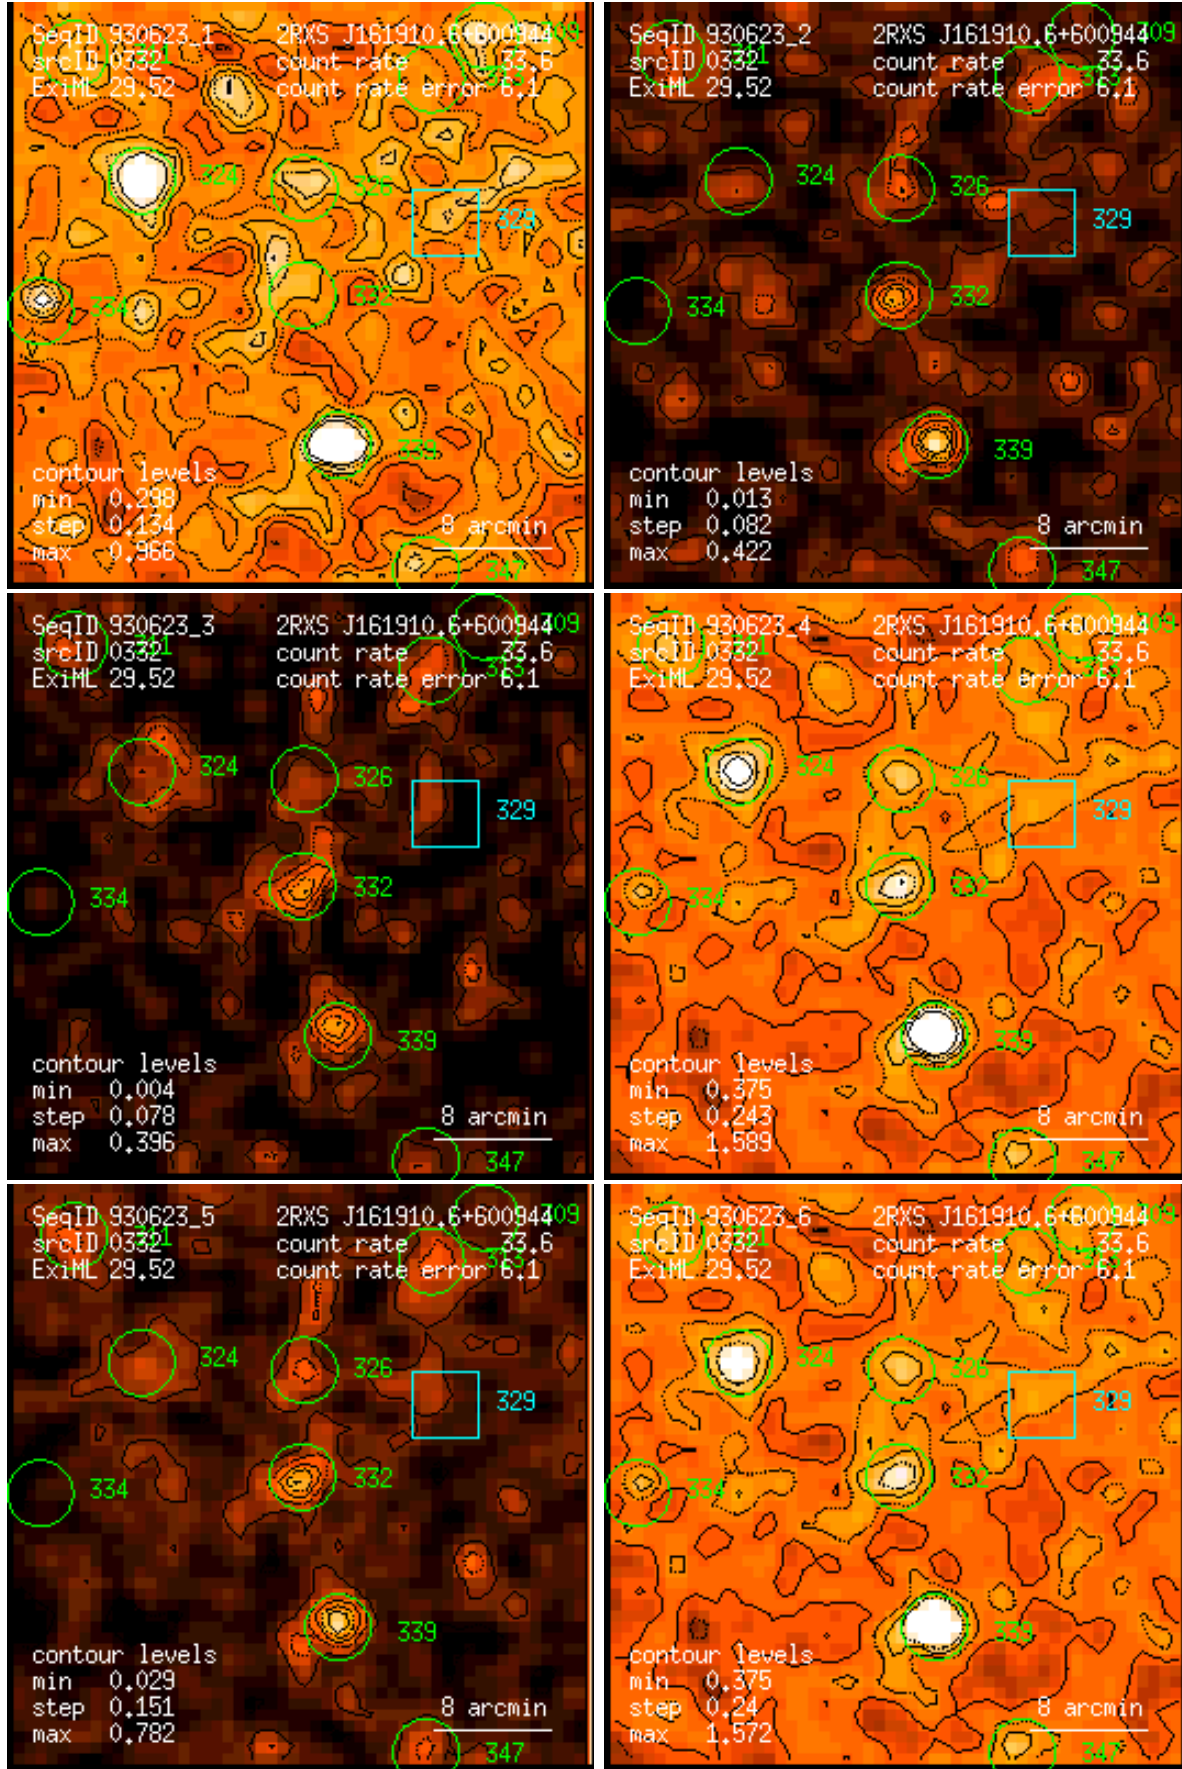 SeqID 930623_1 2RXS J161910.6+600944 309
srcID 0332 311 count rate 33.6
ExiML 29.52 count rate error 6.1
324
326
329
332
334
339
contour levels
min 0.298
step 0.134 8 arcmin
max 0.966
347
SeqID 930623_2 2RXS J161910.6+600944 309
srcID 0332 311 count rate 33.6
ExiML 29.52 count rate error 6.1
324
326
329
332
334
339
contour levels
min 0.013
step 0.082 8 arcmin
max 0.422
347
SeqID 930623_3 2RXS J161910.6+600944 309
srcID 0332 311 count rate 33.6
ExiML 29.52 count rate error 6.1
324
326
329
332
334
339
contour levels
min 0.004
step 0.078 8 arcmin
max 0.396
347
SeqID 930623_4 2RXS J161910.6+600944 309
srcID 0332 311 count rate 33.6
ExiML 29.52 count rate error 6.1
324
326
329
332
334
339
contour levels
min 0.375
step 0.243 8 arcmin
max 1.589
347
SeqID 930623_5 2RXS J161910.6+600944 309
srcID 0332 311 count rate 33.6
ExiML 29.52 count rate error 6.1
324
326
329
332
334
339
contour levels
min 0.029
step 0.151 8 arcmin
max 0.782
347
SeqID 930623_6 2RXS J161910.6+600944 309
srcID 0332 311 count rate 33.6
ExiML 29.52 count rate error 6.1
324
326
329
332
334
339
contour levels
min 0.375
step 0.24 8 arcmin
max 1.572
347